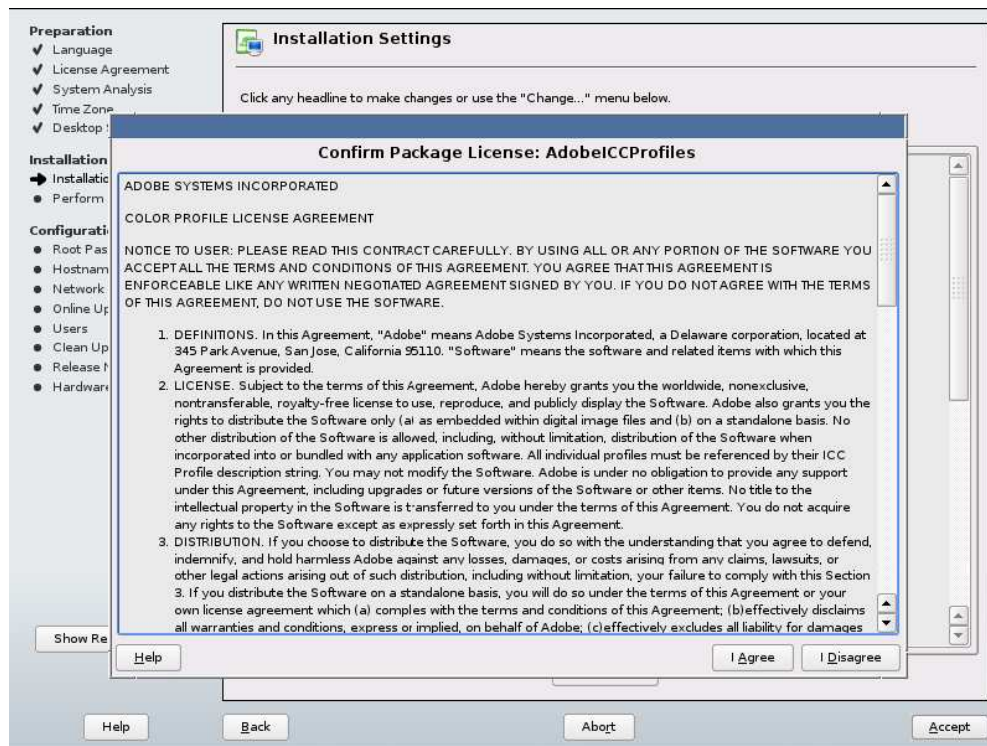 Preparation
Language
License Agreement
System Analysis
Time Zone
Desktop
Installation
Perform
Root
Network
Online
Users
Clean Up
Release
Hardware
Show
Installation Settings
Click any headline to make changes or use the "Change..." menu below.
Confirm Package License: AdobeICCProfiles
ADOBE SYSTEMS INCORPORATED
COLOR PROFILE LICENSE AGREEMENT
NOTICE TO USER: PLEASE READ THIS CONTRACT CAREFULLY. BY USING ALL OR ANY PORTION OF THE SOFTWARE YOU
ACCEPT ALL THE TERMS AND CONDITIONS OF THIS AGREEMENT. YOU AGREE THAT THIS AGREEMENT IS
ENFORCEABLE LIKE ANY WRITTEN NEGOTIATED AGREEMENT SIGNED BY YOU. IF YOU DO NOT AGREE WITH THE TERMS
OF THIS AGREEMENT, DO NOT USE THE SOFTWARE.
1. DEFINITIONS. In this Agreement, "Adobe" means Adobe Systems Incorporated, a Delaware corporation, located at
345 Park Avenue, San Jose, California 95110. "Software" means the software and related items with which this
Agreement is provided.
2. LICENSE. Subject to the terms of this Agreement, Adobe hereby grants you the worldwide, nonexclusive,
nontransferable, royalty-free license to use, reproduce, and publicly display the Software. Adobe also grants you the
rights to distribute the Software only (a) as embedded within digital image files and (b) on a standalone basis. No
other distribution of the Software is allowed, including, without limitation, distribution of the Software when
incorporated into or bundled with any application software. All individual profiles must be referenced by their ICC
Profile description string. You may not modify the Software. Adobe is under no obligation to provide any support
under this Agreement, including upgrades or future versions of the Software or other items. No title to the
intellectual property in the Software is transferred to you under the terms of this Agreement. You do not acquire
any rights to the Software except as expressly set forth in this Agreement.
3. DISTRIBUTION. If you choose to distribute the Software, you do so with the understanding that you agree to defend,
indemnify, and hold harmless Adobe against any losses, damages, or costs arising from any claims, lawsuits, or
other legal actions arising out of such distribution, including without limitation, your failure to comply with this Section
3. If you distribute the Software on a standalone basis, you will do so under the terms of this Agreement or your
own license agreement which (a) comples with the terms and conditions of this Agreement; (b) effectively disclaims
all warranties and conditions, express or implied, on behalf of Adobe; (c) effectively excludes all liability for damages
Help
I Agree
I Disagree
Help
Back
Abort
Accept